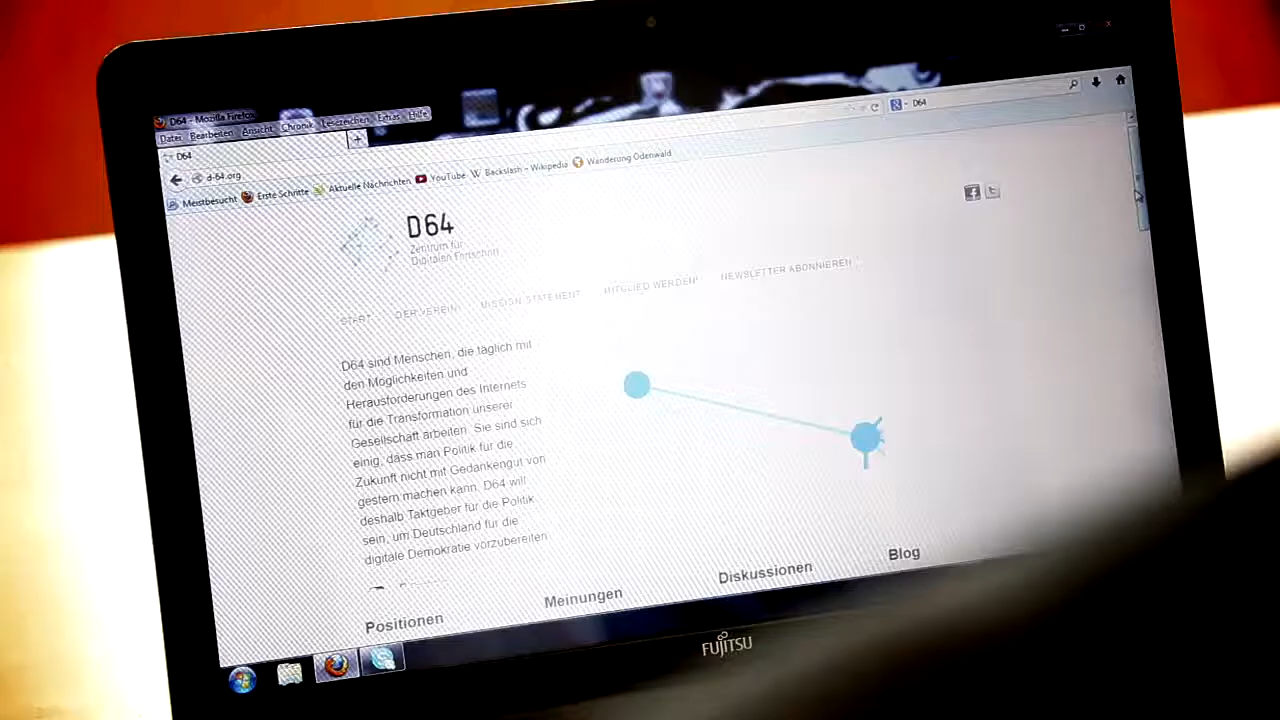 D64 - Mozilla Firefox
Datei Bearbeiten Ansicht Chronik Lesezeichen Extras Hilfe
D64
d-64.org
D64
Meistbesucht Erste Schritte Aktuelle Nachrichten YouTube Backslash – Wikipedia Wanderung Odenwald
D64
Zentrum für
Digitalen Fortschritt
START DER VEREIN MISSION STATEMENT MITGLIED WERDEN NEWSLETTER ABONNIEREN
D64 sind Menschen, die täglich mit
den Möglichkeiten und
Herausforderungen des Internets
für die Transformation unserer
Gesellschaft arbeiten. Sie sind sich
einig, dass man Politik für die
Zukunft nicht mit Gedankengut von
gestern machen kann. D64 will
deshalb Taktgeber für die Politik
sein, um Deutschland für die
digitale Demokratie vorzubereiten
Positionen Meinungen Diskussionen Blog
FUJITSU